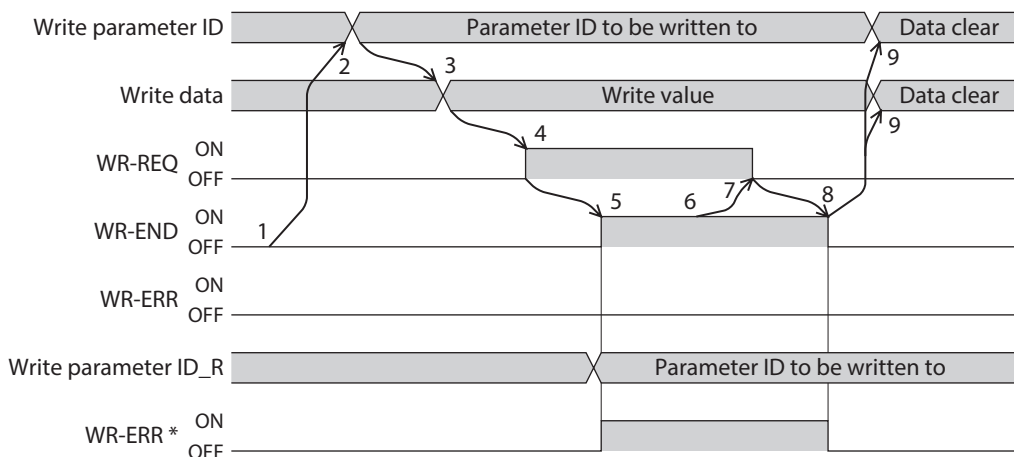 Write parameter ID Parameter ID to be written to Data clear
2 3 9
Write data Write value Data clear
4 9
WR-REQ ON
OFF
5 6 7 8
WR-END ON
OFF
1
WR-ERR ON
OFF
Write parameter ID_R Parameter ID to be written to
WR-ERR * ON
OFF